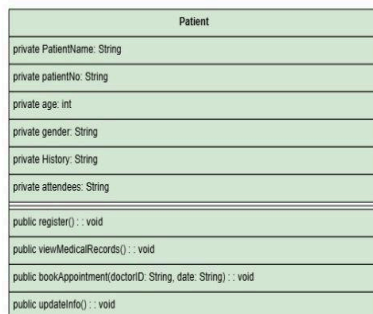 Patient
private PatientName: String
private patientNo: String
private age: int
private gender: String
private History: String
private attendees: String
public register() : : void
public viewMedicalRecords() : : void
public bookAppointment(doctorID: String, date: String) : : void
public updateInfo() : : void